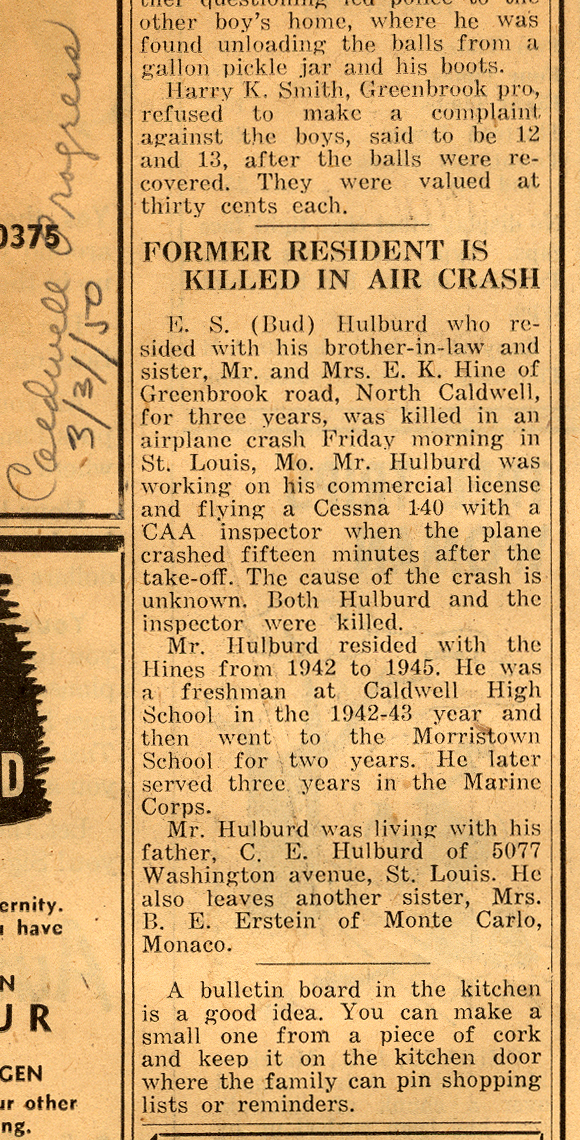 ther questioning led police to the
other boy's home, where he was
found unloading the balls from a
gallon pickle jar and his boots.
Harry K. Smith, Greenbrook pro,
refused to make a complaint
against the boys, said to be 12
and 13, after the balls were re-
covered. They were valued at
thirty cents each.
FORMER RESIDENT IS
KILLED IN AIR CRASH
E. S. (Bud) Hulburd who re-
sided with his brother-in-law and
sister, Mr. and Mrs. E. K. Hine of
Greenbrook road, North Caldwell,
for three years, was killed in an
airplane crash Friday morning in
St. Louis, Mo. Mr. Hulburd was
working on his commercial license
and flying a Cessna 140 with a
CAA inspector when the plane
crashed fifteen minutes after the
take-off. The cause of the crash is
unknown. Both Hulburd and the
inspector were killed.
Mr. Hulburd resided with the
Hines from 1942 to 1945. He was
a freshman at Caldwell High
School in the 1942-43 year and
then went to the Morristown
School for two years. He later
served three years in the Marine
Corps.
Mr. Hulburd was living with his
father, C. E. Hulburd of 5077
Washington avenue, St. Louis. He
also leaves another sister, Mrs.
B. E. Erstein of Monte Carlo,
Monaco.
A bulletin board in the kitchen
is a good idea. You can make a
small one from a piece of cork
and keep it on the kitchen door
where the family can pin shopping
lists or reminders.
Caldwell Progress
3/31/50
0375
D
ernity.
have
N
UR
GEN
ur other
ng.